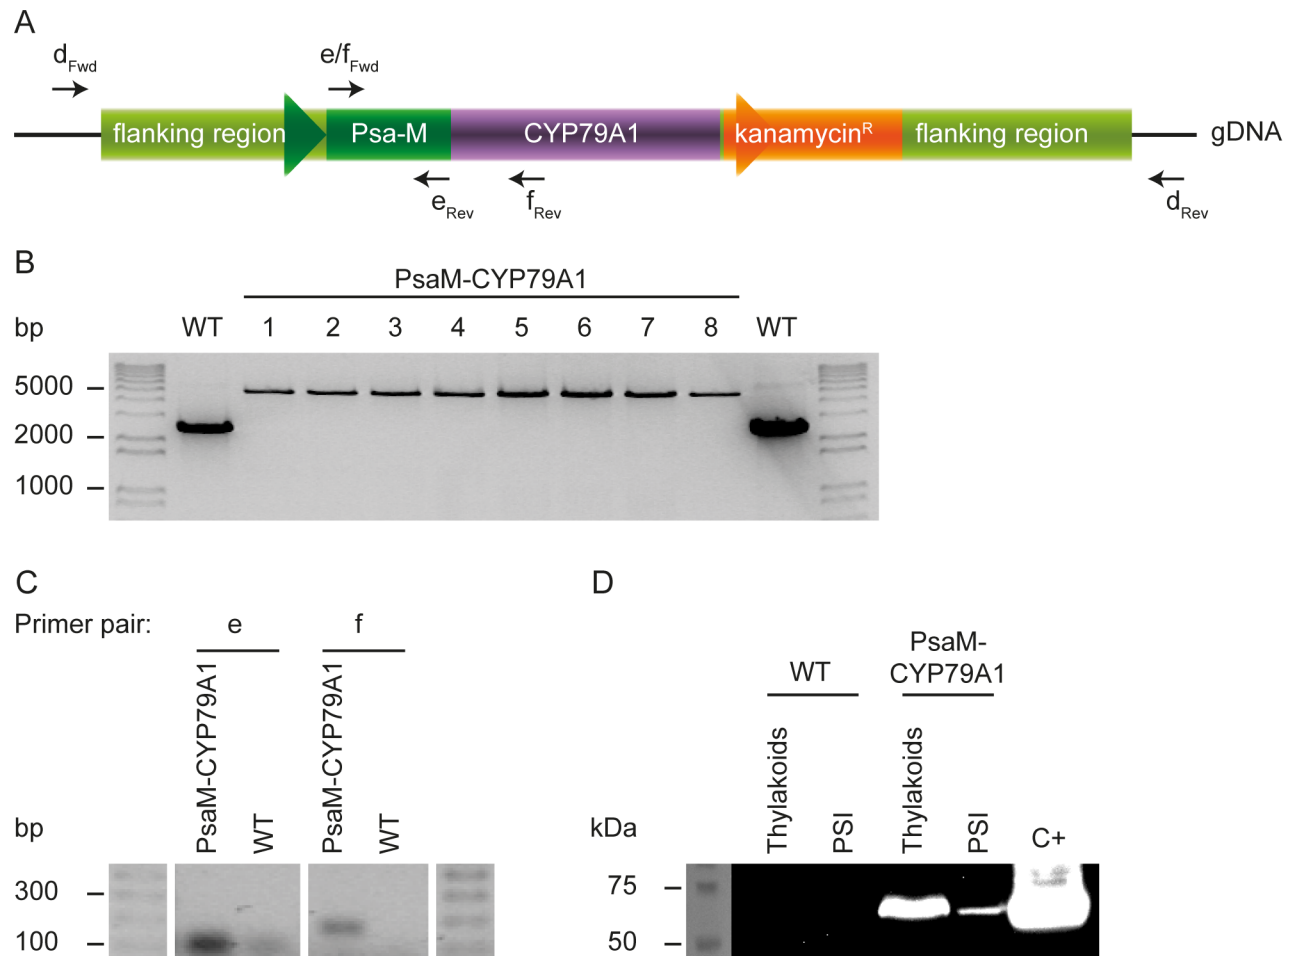 A
dFwd
e/fFwd
flanking region
Psa-M
CYP79A1
kanamycinR
flanking region
gDNA
eRev
fRev
dRev
B
PsaM-CYP79A1
bp
WT
1
2
3
4
5
6
7
8
WT
5000
2000
1000
C
Primer pair:
e
f
PsaM-CYP79A1
WT
PsaM-CYP79A1
WT
bp
300
100
D
WT
PsaM-
CYP79A1
Thylakoids
PSI
Thylakoids
PSI
C+
kDa
75
50